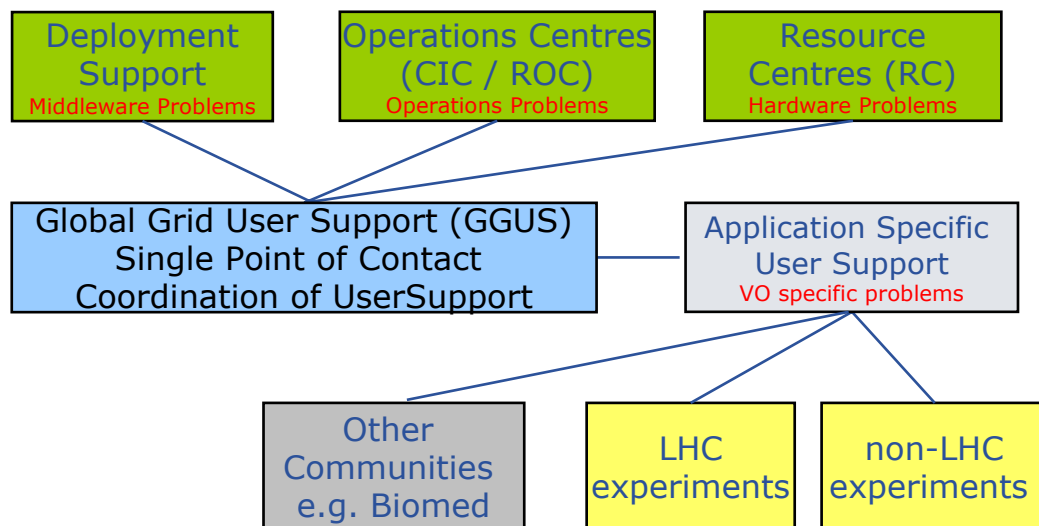 Deployment
Support
Middleware Problems
Operations Centres
(CIC / ROC)
Operations Problems
Resource
Centres (RC)
Hardware Problems
Global Grid User Support (GGUS)
Single Point of Contact
Coordination of UserSupport
Application Specific
User Support
VO specific problems
Other
Communities
e.g. Biomed
LHC
experiments
non-LHC
experiments